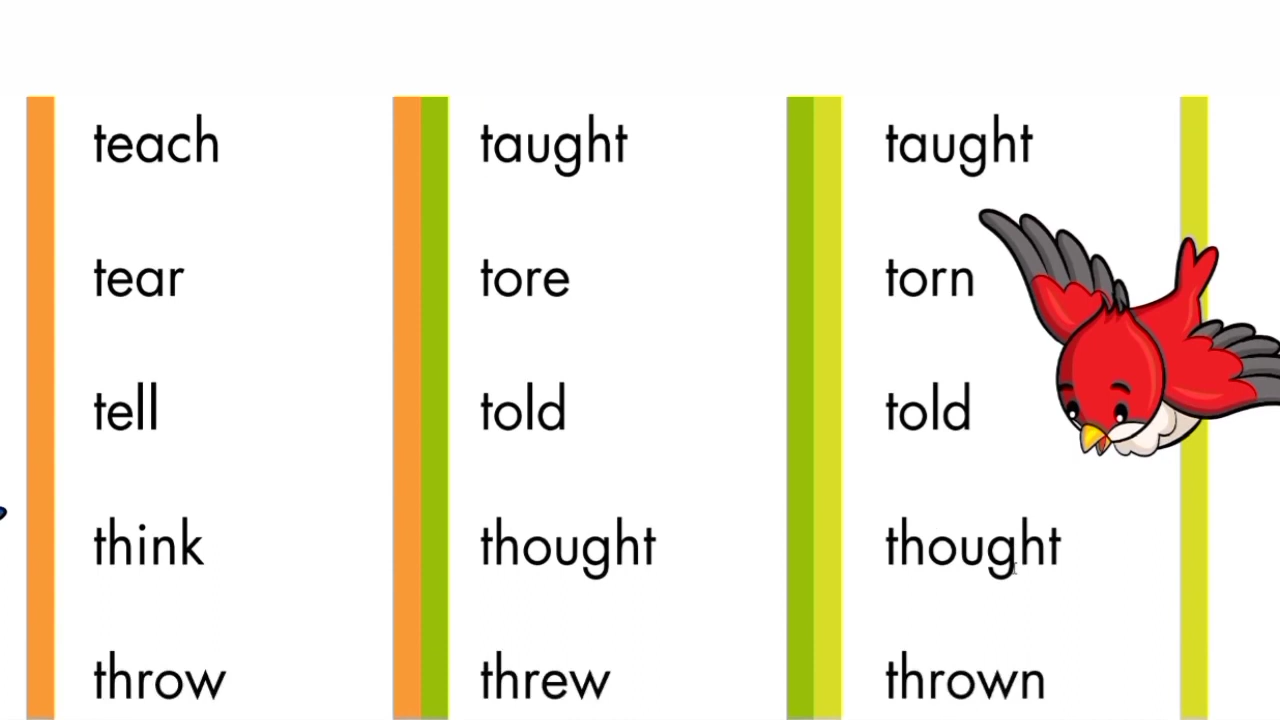 teach taught taught
tear tore torn
tell told told
think thought thought
throw threw thrown